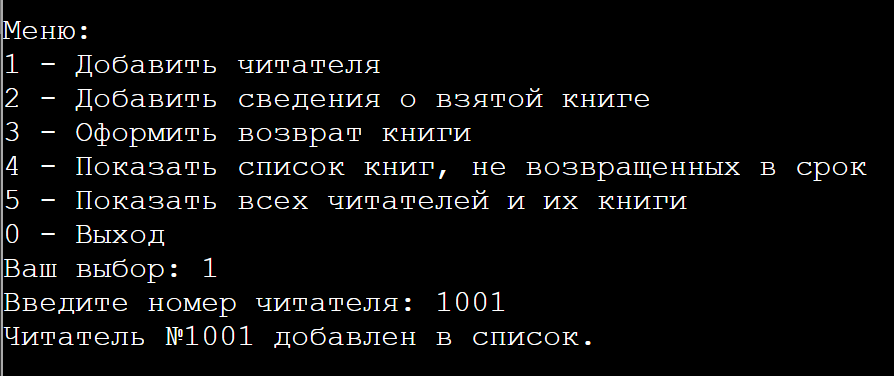 Меню:
1 - Добавить читателя
2 - Добавить сведения о взятой книге
3 - Оформить возврат книги
4 - Показать список книг, не возвращенных в срок
5 - Показать всех читателей и их книги
0 - Выход
Ваш выбор: 1
Введите номер читателя: 1001
Читатель №1001 добавлен в список.